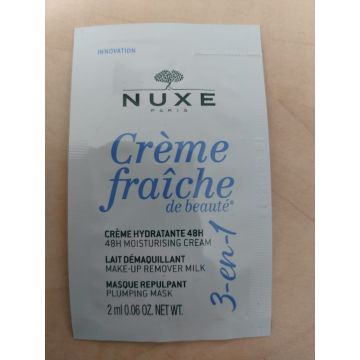 INNOVATION
NUXE
PARIS
Crème
fraîche
de beauté®
CRÈME HYDRATANTE 48H
48H MOISTURISING CREAM
LAIT DÉMAQUILLANT
MAKE-UP REMOVER MILK
MASQUE REPULPANT
PLUMPING MASK
2 ml 0.06 OZ. NET WT.
3-en-1